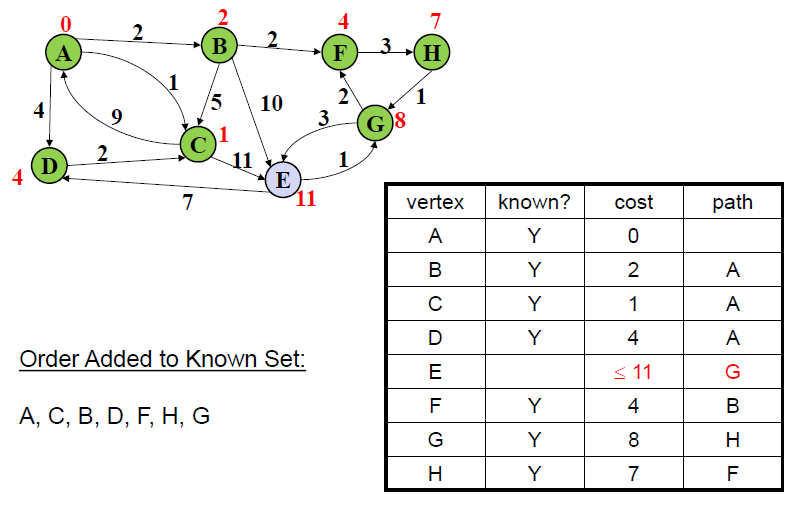 0 2 4 7
A 2 B 2 F 3 H
1 5 10 2 1
4 9 C 1 3 G 8
D 2 11 E 1
4 7 11
vertex known? cost path
A Y 0
B Y 2 A
C Y 1 A
D Y 4 A
E ≤ 11 G
F Y 4 B
G Y 8 H
H Y 7 F
Order Added to Known Set:
A, C, B, D, F, H, G